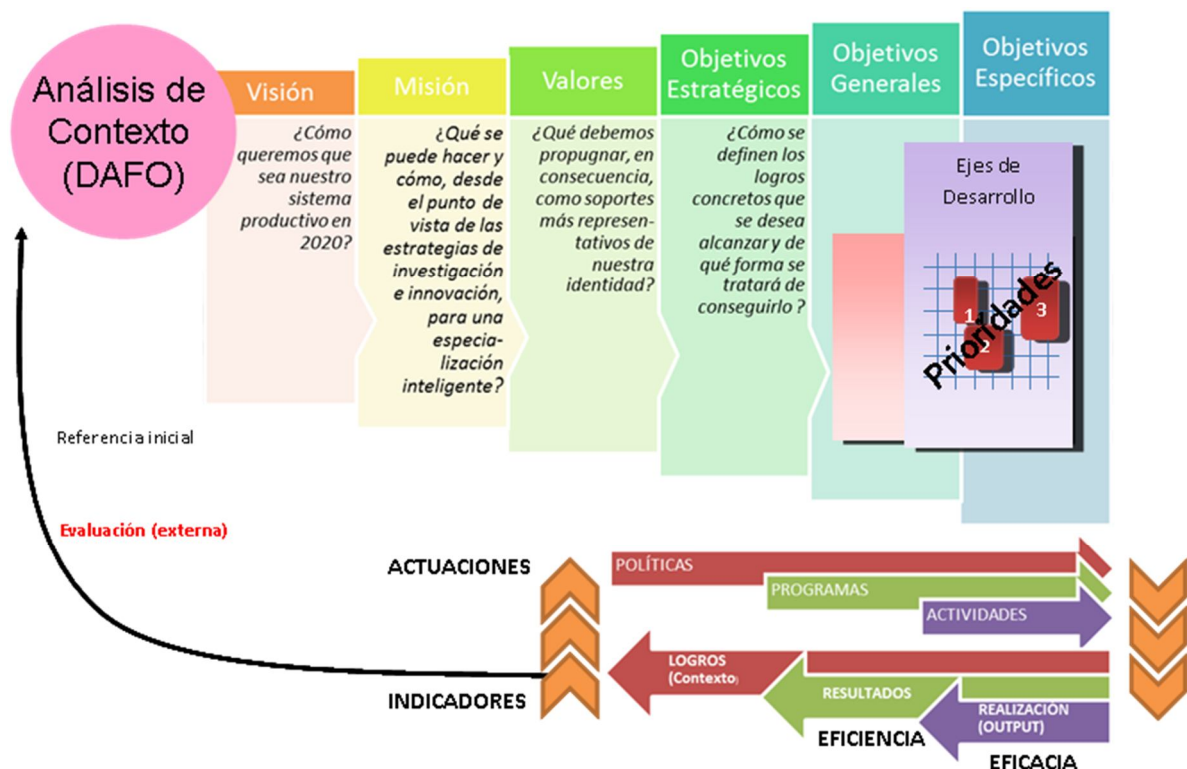 Análisis de
Contexto
(DAFO)
Visión
¿Cómo
queremos que
sea nuestro
sistema
productivo en
2020?
Misión
¿Qué se
puede hacer y
cómo, desde
el punto de
vista de las
estrategias de
investigación
e innovación,
para una
especia-
lización
inteligente?
Valores
¿Qué debemos
propugnar, en
consecuencia,
como soportes
más represen-
tativos de
nuestra
identidad?
Objetivos
Estratégicos
¿Cómo se
definen los
logros
concretos que
se desea
alcanzar y de
qué forma se
tratará de
conseguirlo ?
Objetivos
Generales
Objetivos
Específicos
Ejes de
Desarrollo
1
2
3
Prioridades
Referencia inicial
Evaluación (externa)
ACTUACIONES
POLÍTICAS
PROGRAMAS
ACTIVIDADES
INDICADORES
LOGROS
(Contexto)
RESULTADOS
REALIZACIÓN
(OUTPUT)
EFICIENCIA
EFICACIA